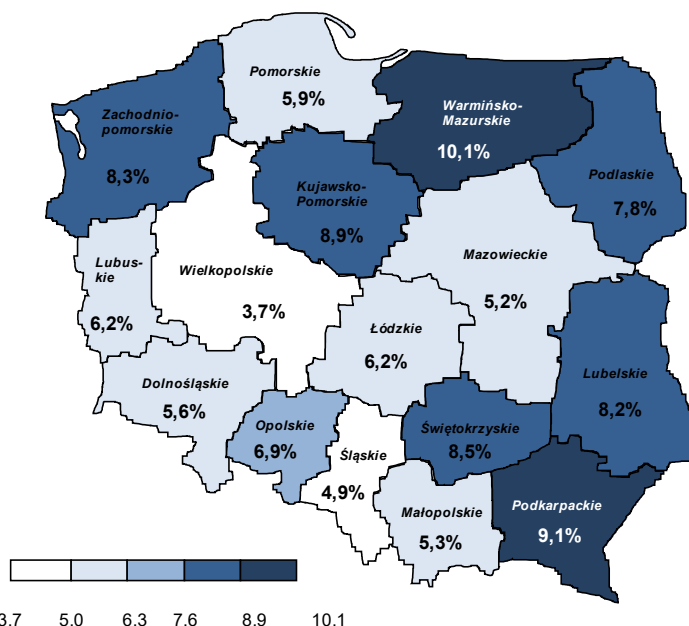 Pomorskie
5,9%
Warmińsko-
Mazurskie
10,1%
Zachodnio-
pomorskie
8,3%
Podlaskie
7,8%
Kujawsko-
Pomorskie
8,9%
Mazowieckie
5,2%
Lubus-
kie
6,2%
Wielkopolskie
3,7%
Łódzkie
6,2%
Lubelskie
8,2%
Dolnośląskie
5,6%
Opolskie
6,9%
Śląskie
4,9%
Świętokrzyskie
8,5%
Małopolskie
5,3%
Podkarpackie
9,1%
3.7 5.0 6.3 7.6 8.9 10.1